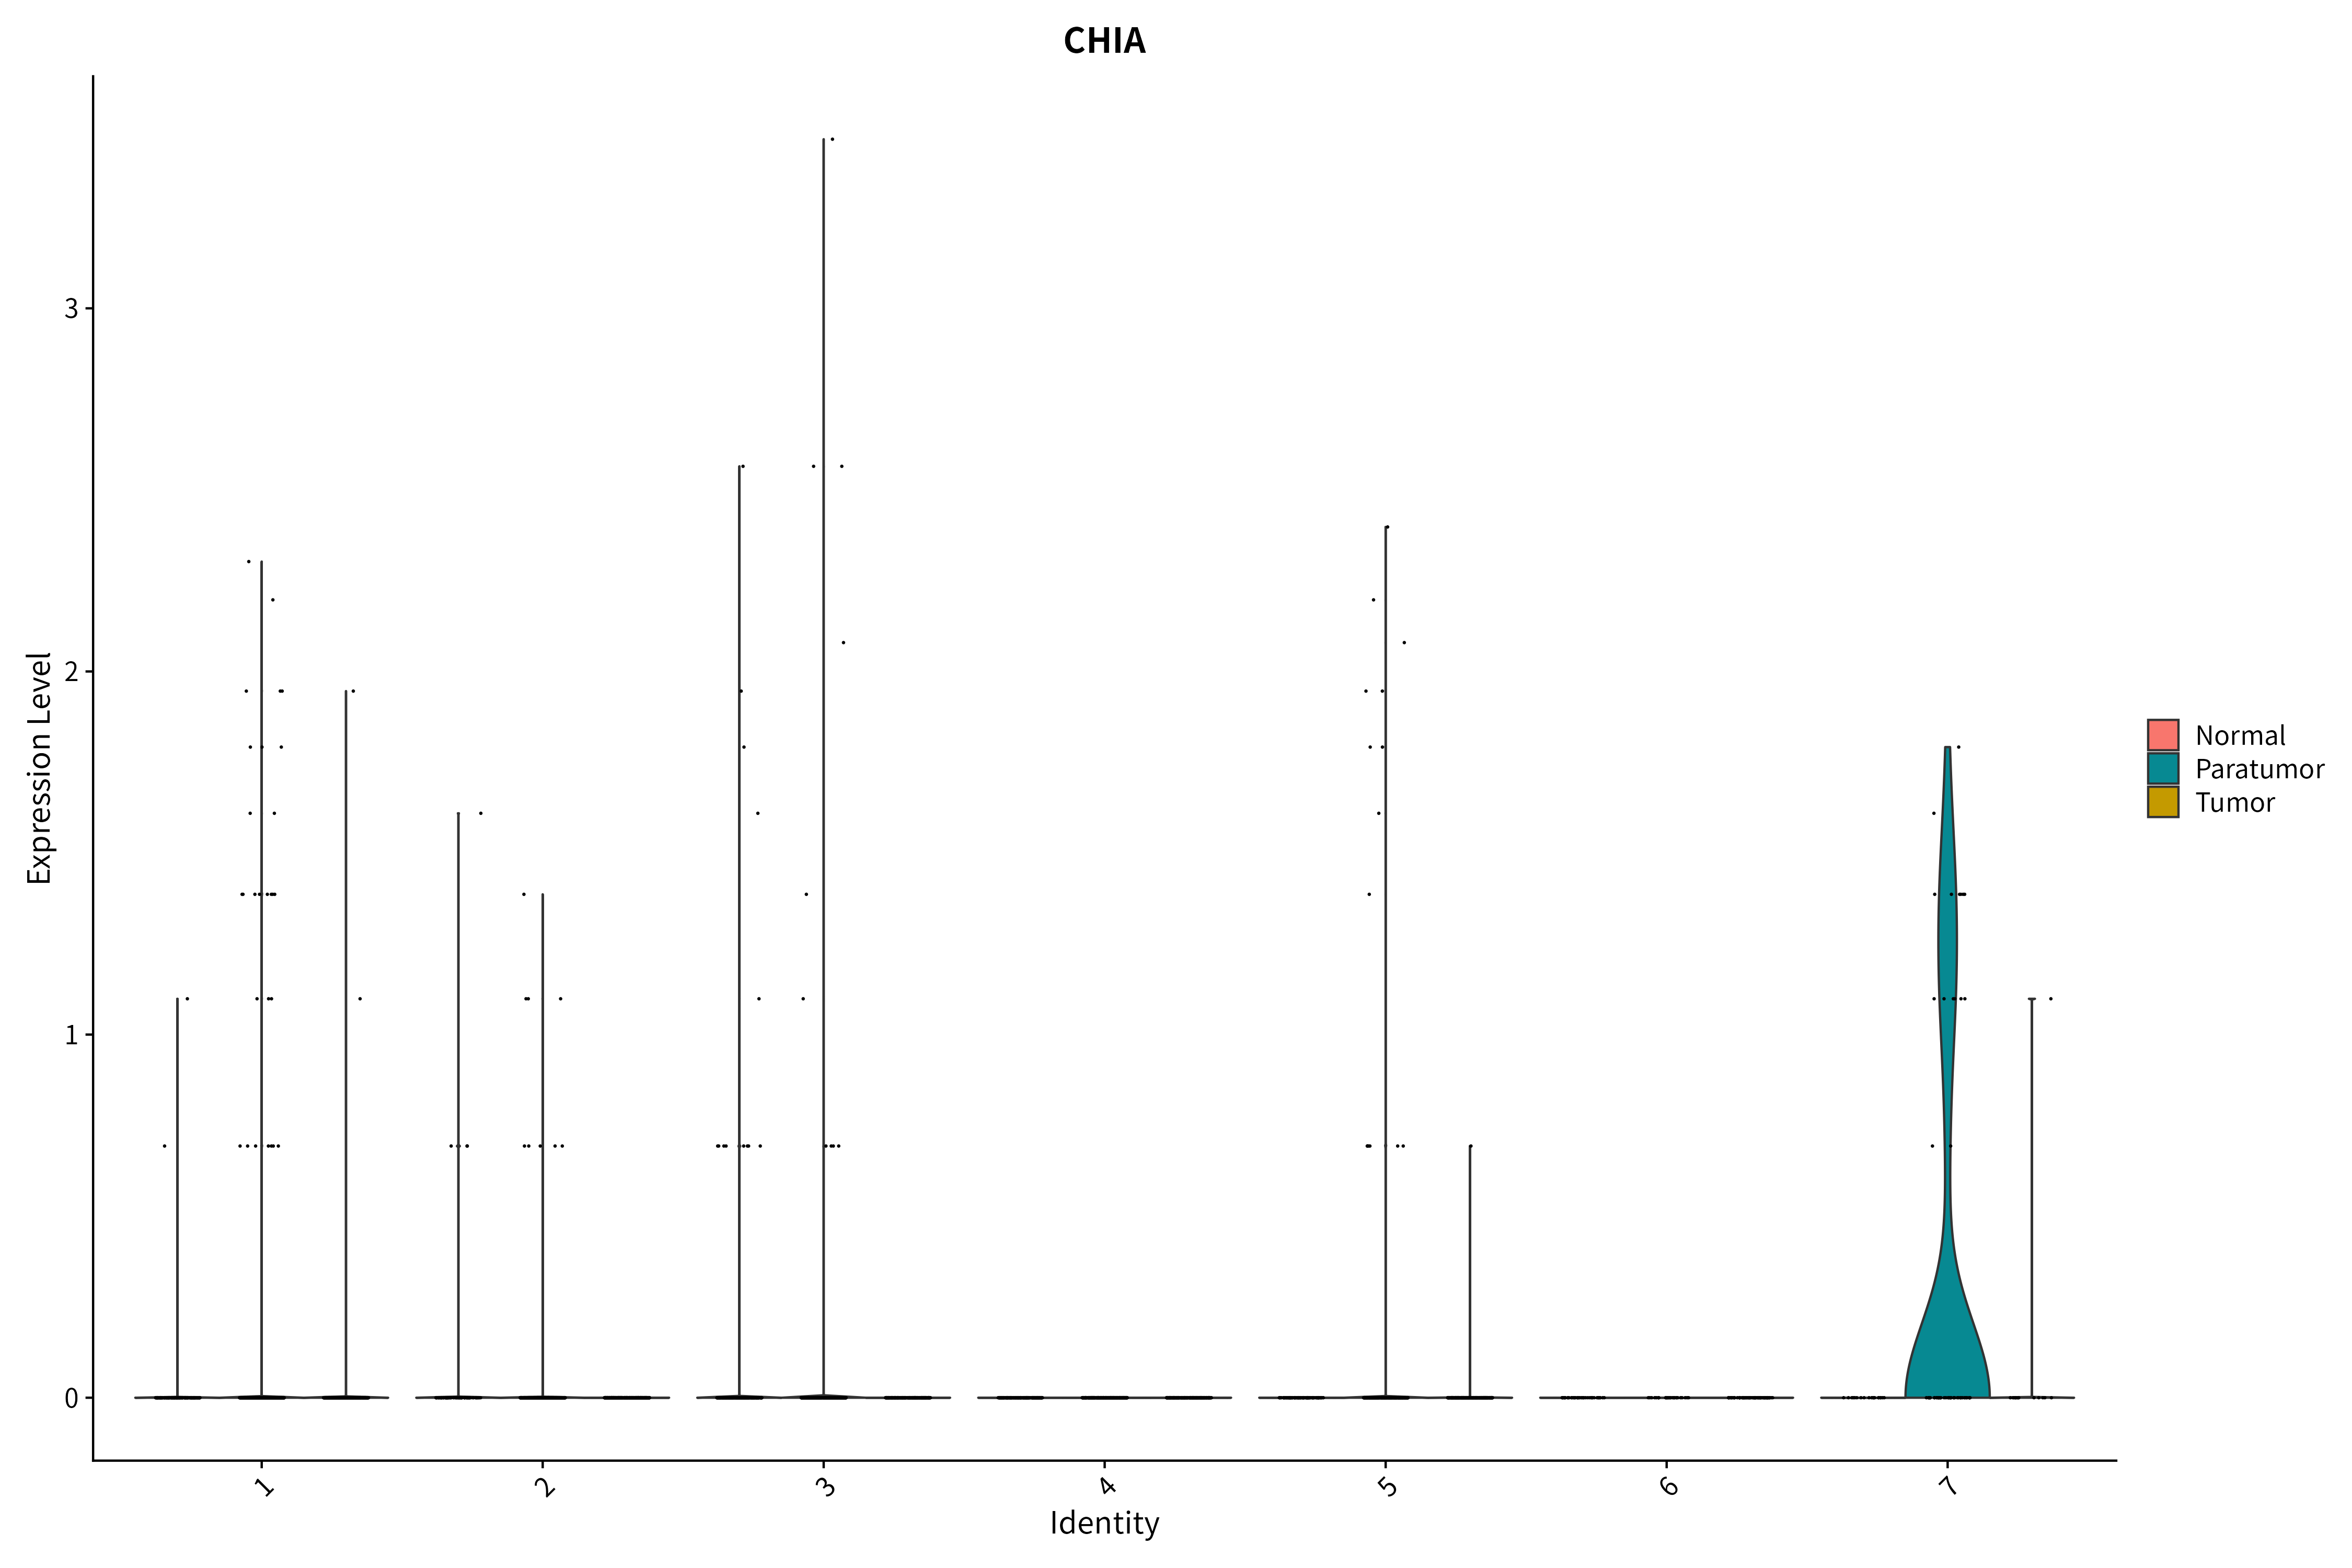 CHIA
Expression Level
3
2
1
0
1 2 3 4 5 6 7
Identity
Normal
Paratumor
Tumor